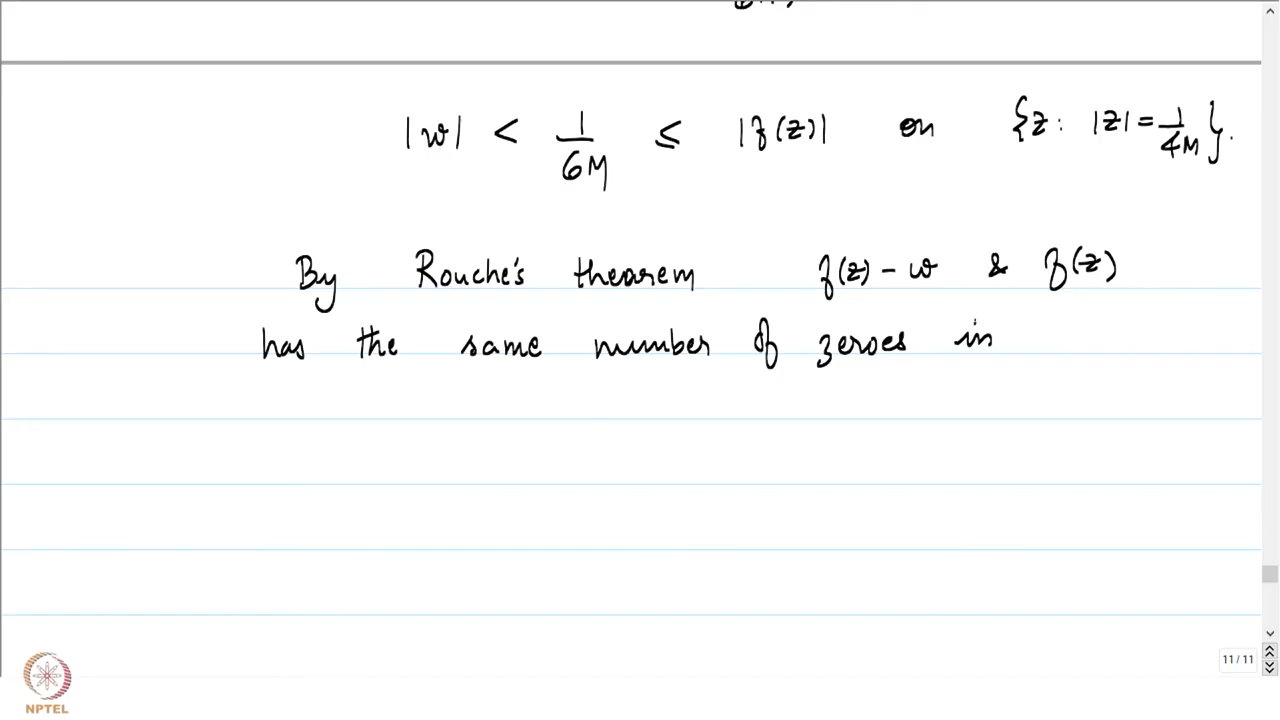 |w| < 1/6M ≤ |f(z)| on {z : |z| = 1/4M}.
By Rouche's theorem f(z) - w & f(z)
has the same number of zeroes in
11 / 11
NPTEL